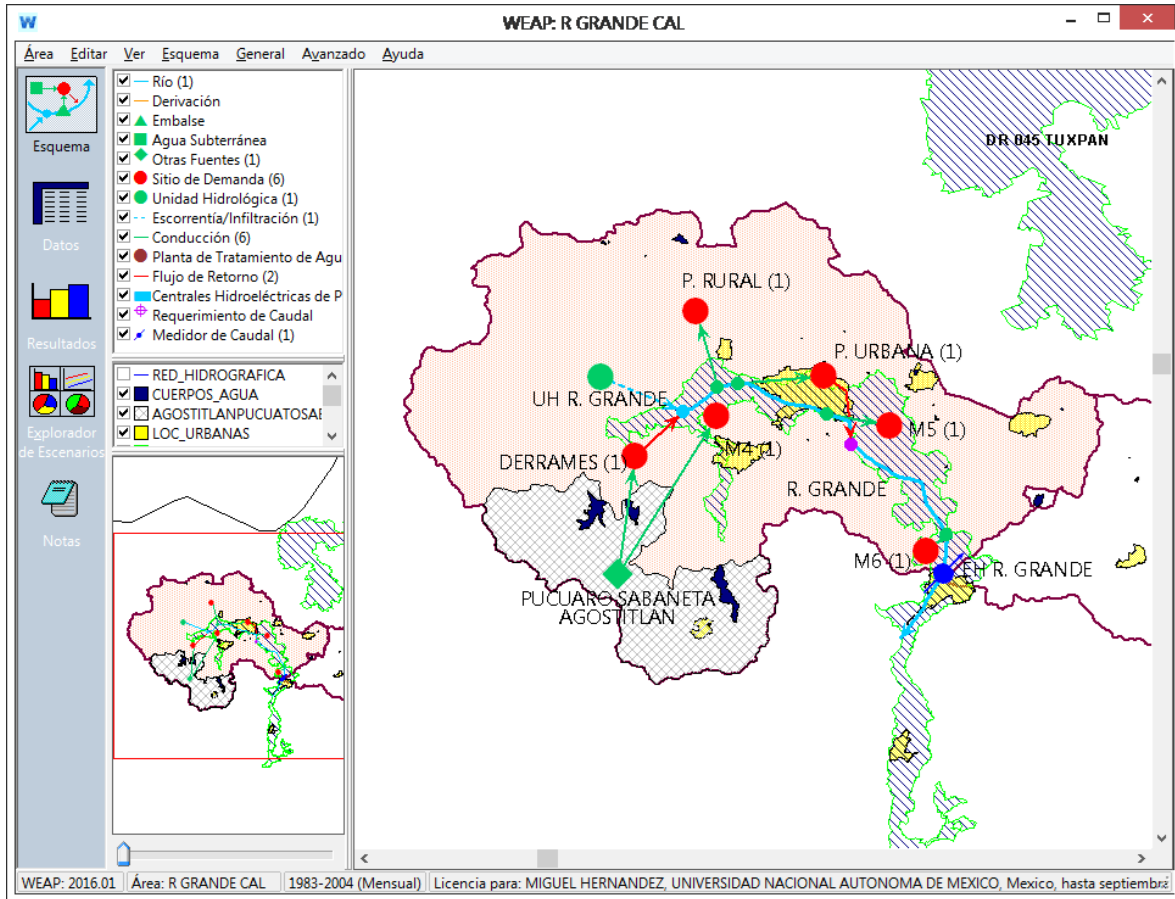 WEAP: R GRANDE CAL
Área Editar Ver Esquema General Avanzado Ayuda
Esquema
Datos
Resultados
Explorador
de Escenarios
Notas
Río (1)
Derivación
Embalse
Agua Subterránea
Otras Fuentes (1)
Sitio de Demanda (6)
Unidad Hidrológica (1)
Escorrentía/Infiltración (1)
Conducción (6)
Planta de Tratamiento de Agu
Flujo de Retorno (2)
Centrales Hidroeléctricas de P
Requerimiento de Caudal
Medidor de Caudal (1)
RED_HIDROGRAFICA
CUERPOS_AGUA
AGOSTITLANPUCUATOSAB
LOC_URBANAS
DR 045 TUXPAN
P. RURAL (1)
P. URBANA (1)
UH R. GRANDE
M5 (1)
M4 (1)
DERRAMES (1)
R. GRANDE
M6 (1)
EH R. GRANDE
PUCUARO SABANETA
AGOSTITLAN
WEAP: 2016.01 Área: R GRANDE CAL 1983-2004 (Mensual) Licencia para: MIGUEL HERNANDEZ, UNIVERSIDAD NACIONAL AUTONOMA DE MEXICO, Mexico, hasta septiembre